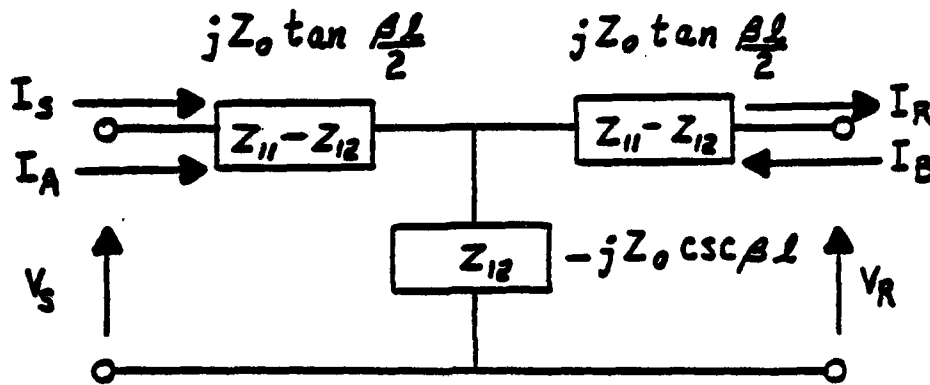 jZ₀ tan βl/2 jZ₀ tan βl/2
I_S I_R
Z₁₁-Z₁₂ Z₁₁-Z₁₂
I_A I_B
Z₁₂ -jZ₀ csc βl
V_S V_R